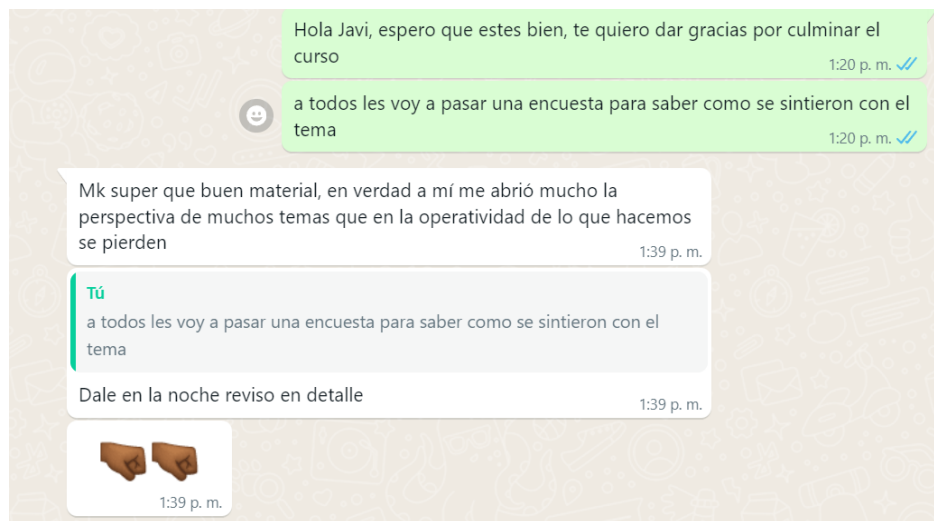 Hola Javi, espero que estes bien, te quiero dar gracias por culminar el
curso
1:20 p. m.
a todos les voy a pasar una encuesta para saber como se sintieron con el
tema
1:20 p. m.
Mk super que buen material, en verdad a mí me abrió mucho la
perspectiva de muchos temas que en la operatividad de lo que hacemos
se pierden
1:39 p. m.
Tú
a todos les voy a pasar una encuesta para saber como se sintieron con el
tema
Dale en la noche reviso en detalle
1:39 p. m.
1:39 p. m.